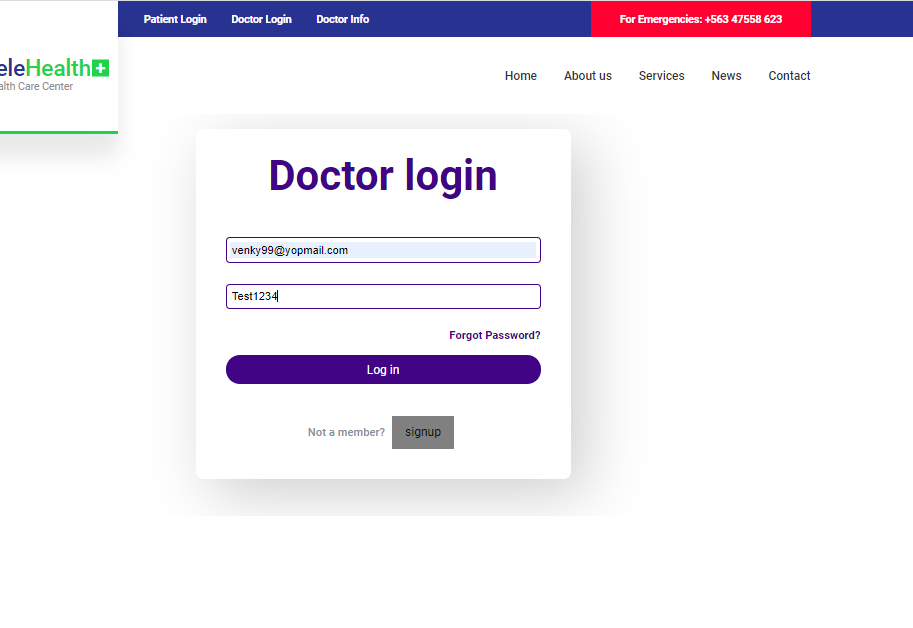 Patient Login Doctor Login Doctor Info For Emergencies: +563 47558 623
eleHealth
alth Care Center
Home About us Services News Contact
Doctor login
venky99@yopmail.com
Test1234
Forgot Password?
Log in
Not a member? signup